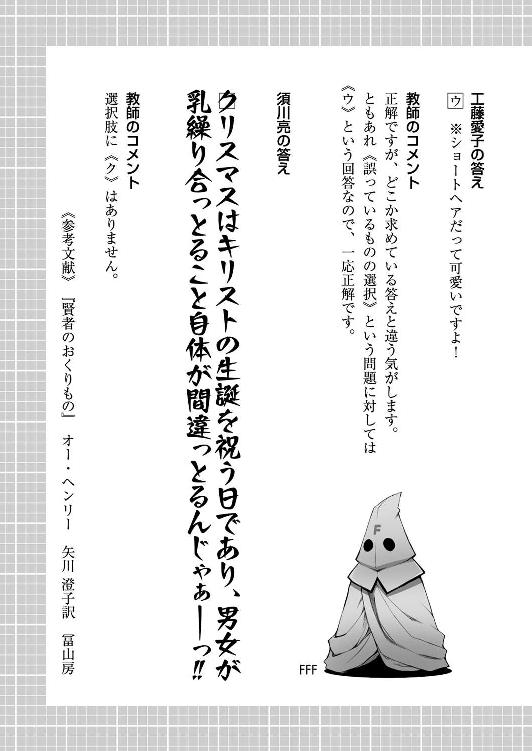 工藤愛子の答え
ウ ※ショートヘアだって可愛いですよ！
教師のコメント
正解ですが、どこか求めている答えと違う気がします。
ともあれ《誤っているものの選択》という問題に対しては
《ウ》という回答なので、一応正解です。
須川亮の答え
クリスマスはキリストの生誕を祝う日であり、男女が
乳繰り合っとること自体が間違っとるんじゃぁーっ!!
教師のコメント
選択肢に《ク》はありません。
《参考文献》『賢者のおくりもの』 オー・ヘンリー 矢川 澄子訳 冨山房
F
FFF